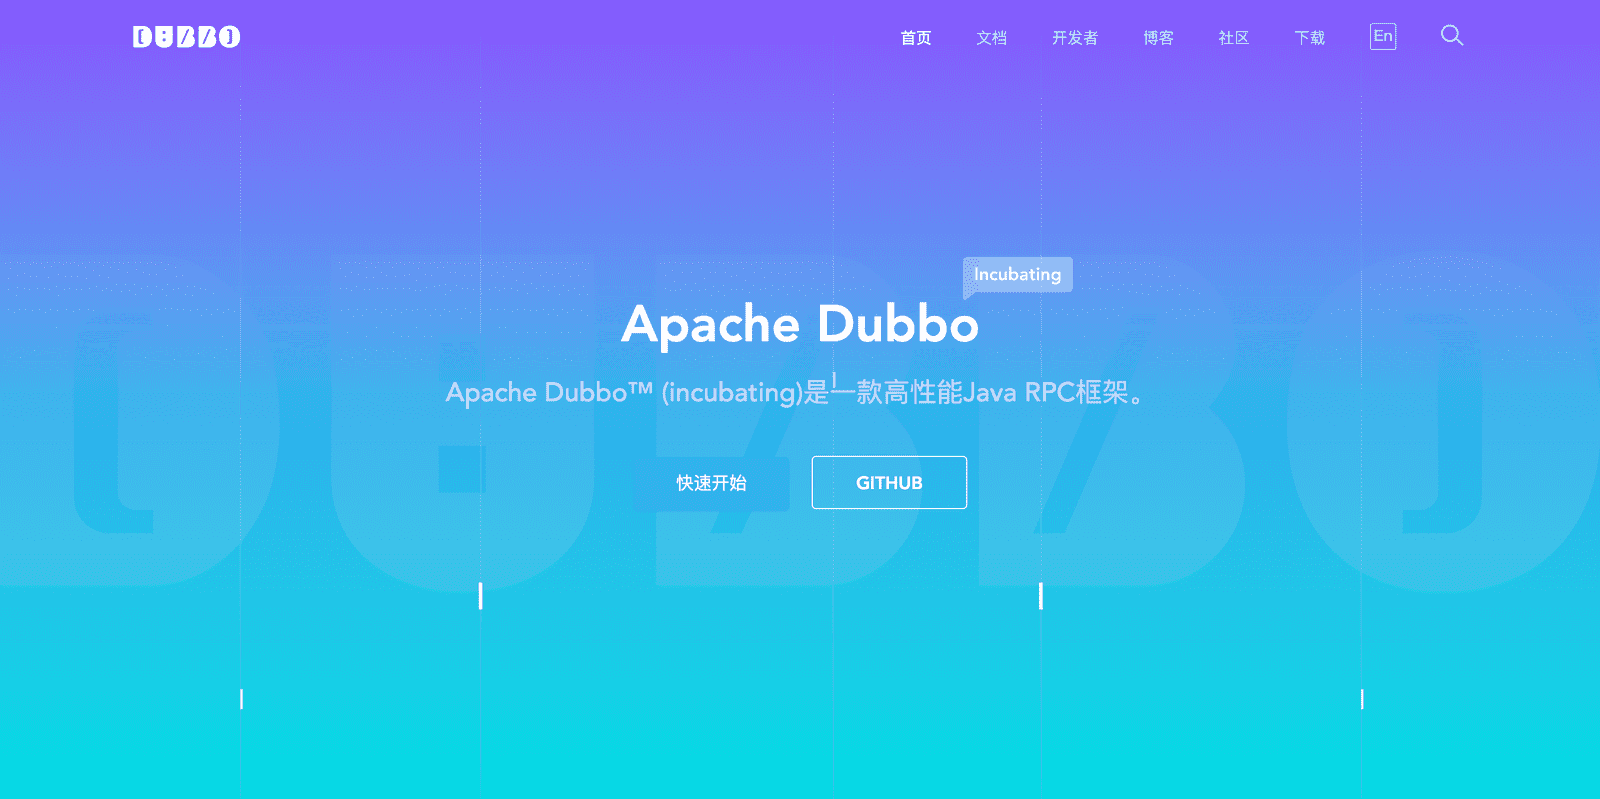 DUBBO
首页 文档 开发者 博客 社区 下载 En
DUBBO
Incubating
Apache Dubbo
Apache Dubbo™ (incubating)是一款高性能Java RPC框架。
快速开始 GITHUB